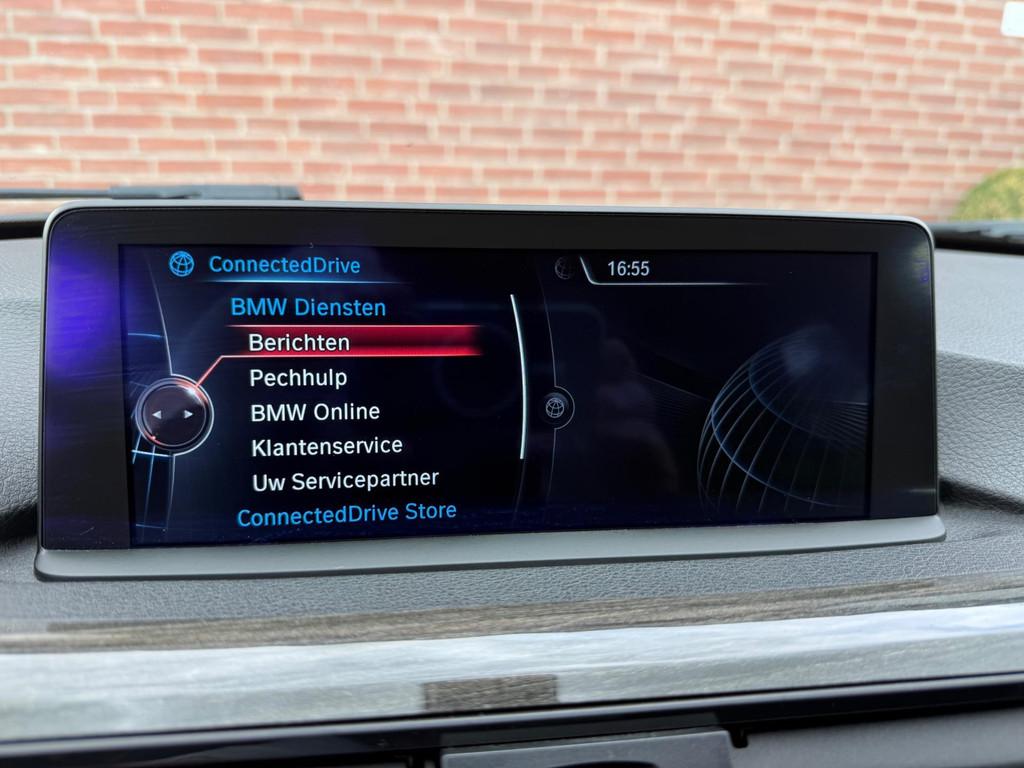 ConnectedDrive
16:55
BMW Diensten
Berichten
Pechhulp
BMW Online
Klantenservice
Uw Servicepartner
ConnectedDrive Store